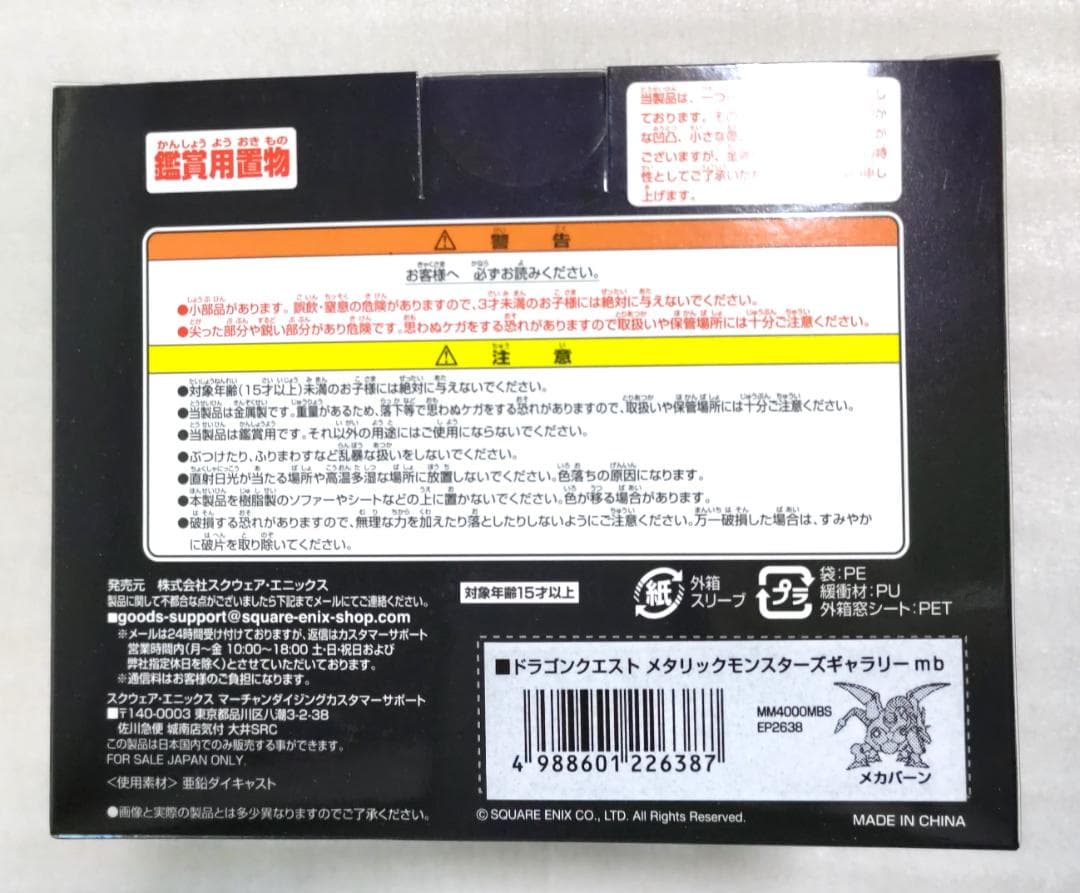 鑑賞用置物
当製品は、一つ
ております。
な凹凸、小さな
ございますが、
性としてご了承いた 申し
上げます。
⚠ 警 告
お客様へ 必ずお読みください。
●小部品があります。誤飲・窒息の危険がありますので、3才未満のお子様には絶対に与えないでください。
●尖った部分や鋭い部分があり危険です。思わぬケガをする恐れがありますので取扱いや保管場所には十分ご注意ください。
⚠ 注 意
●対象年齢(15才以上)未満のお子様には絶対に与えないでください。
●当製品は金属製です。重量があるため、落下等で思わぬケガをする恐れがありますので、取扱いや保管場所には十分ご注意ください。
●当製品は鑑賞用です。それ以外の用途にはご使用にならないでください。
●ぶつけたり、ふりまわすなど乱暴な扱いをしないでください。
●直射日光が当たる場所や高温多湿な場所に放置しないでください。色落ちの原因になります。
●本製品を樹脂製のソファーやシートなどの上に置かないでください。色が移る場合があります。
●破損する恐れがありますので、無理な力を加えたり落としたりしないようにご注意ください。万一破損した場合は、すみやか
に破片を取り除いてください。
発売元 株式会社スクウェア・エニックス
製品に関して不都合な点がございましたら下記までメールにてご連絡ください。
■goods-support@square-enix-shop.com
※メールは24時間受け付けておりますが、返信はカスタマーサポート
営業時間内(月〜金 10:00〜18:00 土・日・祝日および
弊社指定休日を除く)とさせていただいております。
※通信料はお客様のご負担になります。
スクウェア・エニックス マーチャンダイジングカスタマーサポート
■〒140-0003 東京都品川区八潮3-2-38
佐川急便 城南店気付 大井SRC
この製品は日本国内でのみ販売する事ができます。
FOR SALE JAPAN ONLY.
<使用素材> 亜鉛ダイキャスト
●画像と実際の製品とは多少異なりますのでご了承ください。
対象年齢15才以上
紙 外箱
スリーブ
プラ 袋:PE
緩衝材:PU
外箱窓シート:PET
■ドラゴンクエスト メタリックモンスターズギャラリー mb
MM4000MBS
EP2638
4 988601 226387
メカバーン
© SQUARE ENIX CO., LTD. All Rights Reserved.
MADE IN CHINA